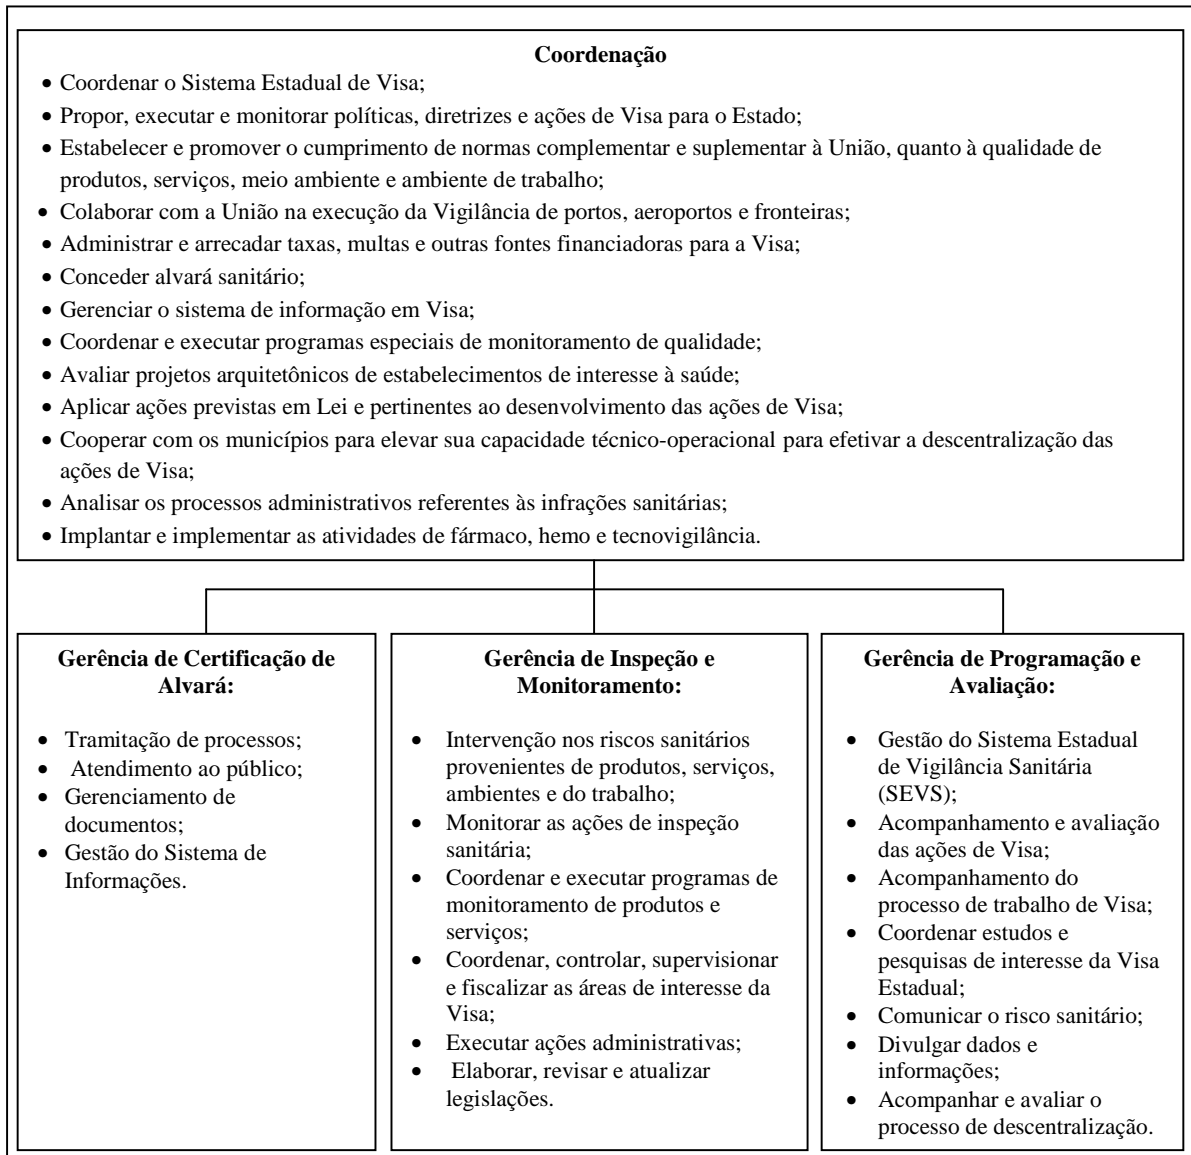 Coordenação
• Coordenar o Sistema Estadual de Visa;
• Propor, executar e monitorar políticas, diretrizes e ações de Visa para o Estado;
• Estabelecer e promover o cumprimento de normas complementar e suplementar à União, quanto à qualidade de
produtos, serviços, meio ambiente e ambiente de trabalho;
• Colaborar com a União na execução da Vigilância de portos, aeroportos e fronteiras;
• Administrar e arrecadar taxas, multas e outras fontes financiadoras para a Visa;
• Conceder alvará sanitário;
• Gerenciar o sistema de informação em Visa;
• Coordenar e executar programas especiais de monitoramento de qualidade;
• Avaliar projetos arquitetônicos de estabelecimentos de interesse à saúde;
• Aplicar ações previstas em Lei e pertinentes ao desenvolvimento das ações de Visa;
• Cooperar com os municípios para elevar sua capacidade técnico-operacional para efetivar a descentralização das
ações de Visa;
• Analisar os processos administrativos referentes às infrações sanitárias;
• Implantar e implementar as atividades de fármaco, hemo e tecnovigilância.
Gerência de Certificação de
Alvará:
• Tramitação de processos;
• Atendimento ao público;
• Gerenciamento de
documentos;
• Gestão do Sistema de
Informações.
Gerência de Inspeção e
Monitoramento:
• Intervenção nos riscos sanitários
provenientes de produtos, serviços,
ambientes e do trabalho;
• Monitorar as ações de inspeção
sanitária;
• Coordenar e executar programas de
monitoramento de produtos e
serviços;
• Coordenar, controlar, supervisionar
e fiscalizar as áreas de interesse da
Visa;
• Executar ações administrativas;
• Elaborar, revisar e atualizar
legislações.
Gerência de Programação e
Avaliação:
• Gestão do Sistema Estadual
de Vigilância Sanitária
(SEVS);
• Acompanhamento e avaliação
das ações de Visa;
• Acompanhamento do
processo de trabalho de Visa;
• Coordenar estudos e
pesquisas de interesse da Visa
Estadual;
• Comunicar o risco sanitário;
• Divulgar dados e
informações;
• Acompanhar e avaliar o
processo de descentralização.